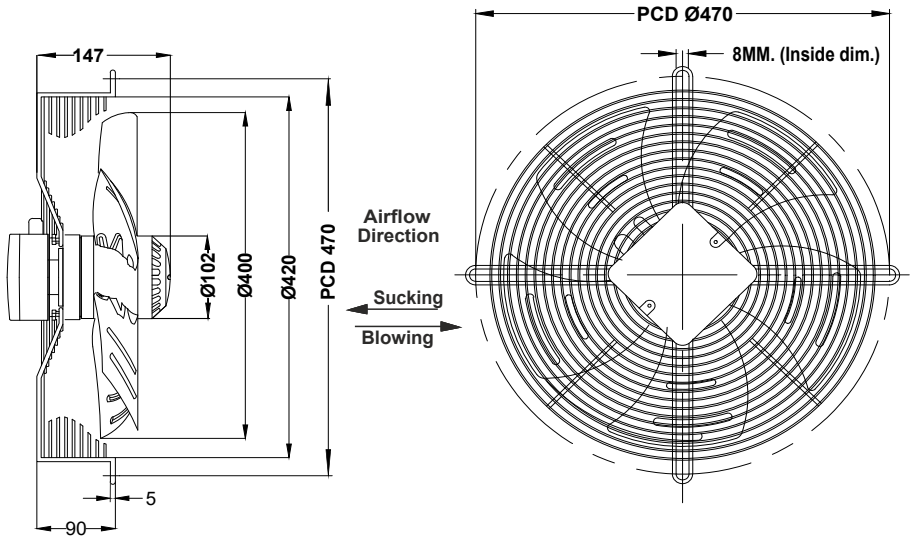 147
PCD Ø470
8MM. (Inside dim.)
Ø102
Ø400
Ø420
PCD 470
Airflow
Direction
Sucking
Blowing
5
90